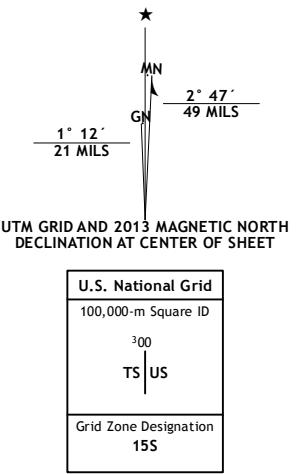 ★
MN
GN
2° 47´
49 MILS
1° 12´
21 MILS
UTM GRID AND 2013 MAGNETIC NORTH
DECLINATION AT CENTER OF SHEET
U.S. National Grid
100,000-m Square ID
³00
TS US
Grid Zone Designation
15S